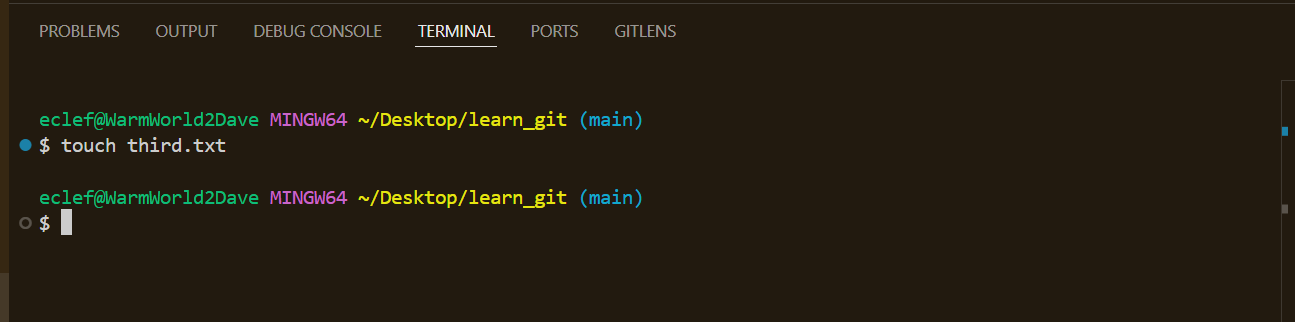 PROBLEMS OUTPUT DEBUG CONSOLE TERMINAL PORTS GITLENS
eclef@WarmWorld2Dave MINGW64 ~/Desktop/learn_git (main)
$ touch third.txt
eclef@WarmWorld2Dave MINGW64 ~/Desktop/learn_git (main)
$